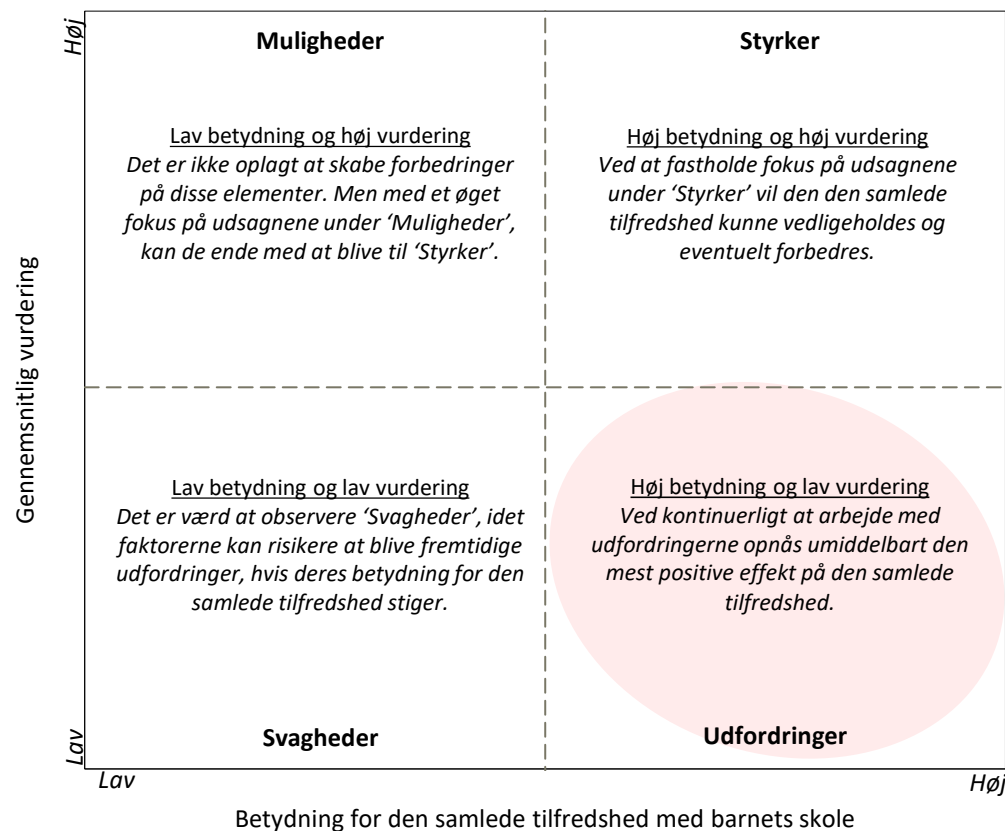 Høj
Gennemsnitlig vurdering
Lav
Muligheder
Lav betydning og høj vurdering
Det er ikke oplagt at skabe forbedringer
på disse elementer. Men med et øget
fokus på udsagnene under ‘Muligheder’,
kan de ende med at blive til ‘Styrker’.
Styrker
Høj betydning og høj vurdering
Ved at fastholde fokus på udsagnene
under ‘Styrker’ vil den den samlede
tilfredshed kunne vedligeholdes og
eventuelt forbedres.
Lav betydning og lav vurdering
Det er værd at observere ‘Svagheder’, idet
faktorerne kan risikere at blive fremtidige
udfordringer, hvis deres betydning for den
samlede tilfredshed stiger.
Svagheder
Høj betydning og lav vurdering
Ved kontinuerligt at arbejde med
udfordringerne opnås umiddelbart den
mest positive effekt på den samlede
tilfredshed.
Udfordringer
Lav
Høj
Betydning for den samlede tilfredshed med barnets skole